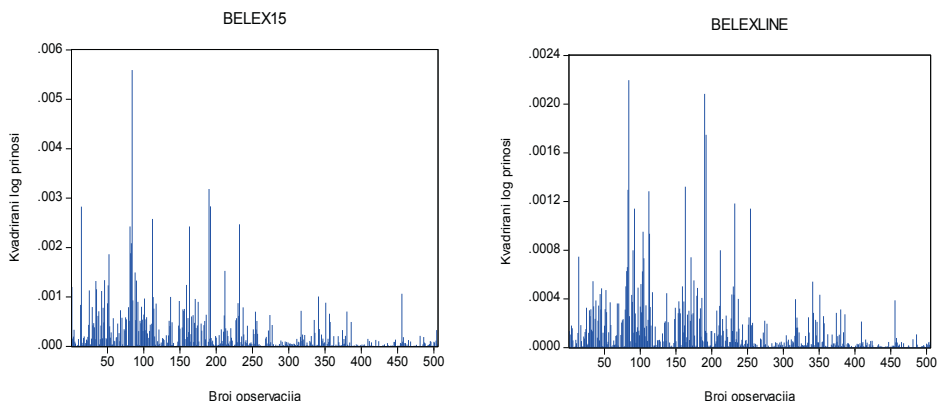 BELEX15
.006
.005
.004
.003
.002
.001
.000
Kvadrirani log prinosi
50 100 150 200 250 300 350 400 450 500
Broj opservacija
BELEXLINE
.0024
.0020
.0016
.0012
.0008
.0004
.0000
Kvadrirani log prinosi
50 100 150 200 250 300 350 400 450 500
Broj opservacija